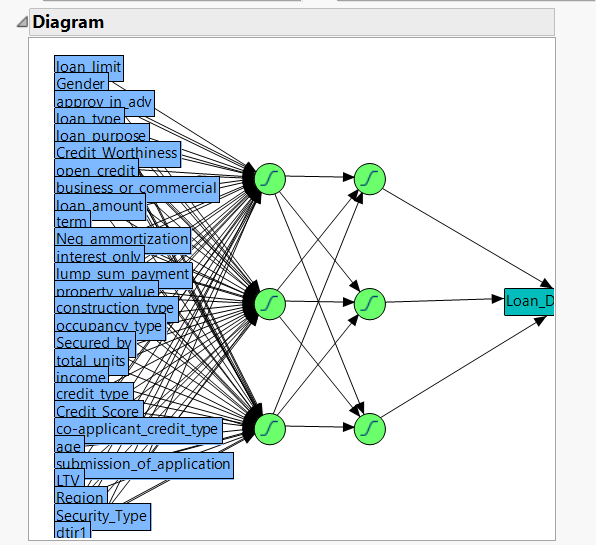 Diagram
loan_limit
Gender
approv_in_adv
loan_type
loan_purpose
Credit_Worthiness
open_credit
business_or_commercial
loan_amount
term
Neg_ammortization
interest_only
lump_sum_payment
property_value
construction_type
occupancy_type
Secured_by
total_units
income
credit_type
Credit_Score
co-applicant_credit_type
age
submission_of_application
LTV
Region
Security_Type
dtir1
Loan_D